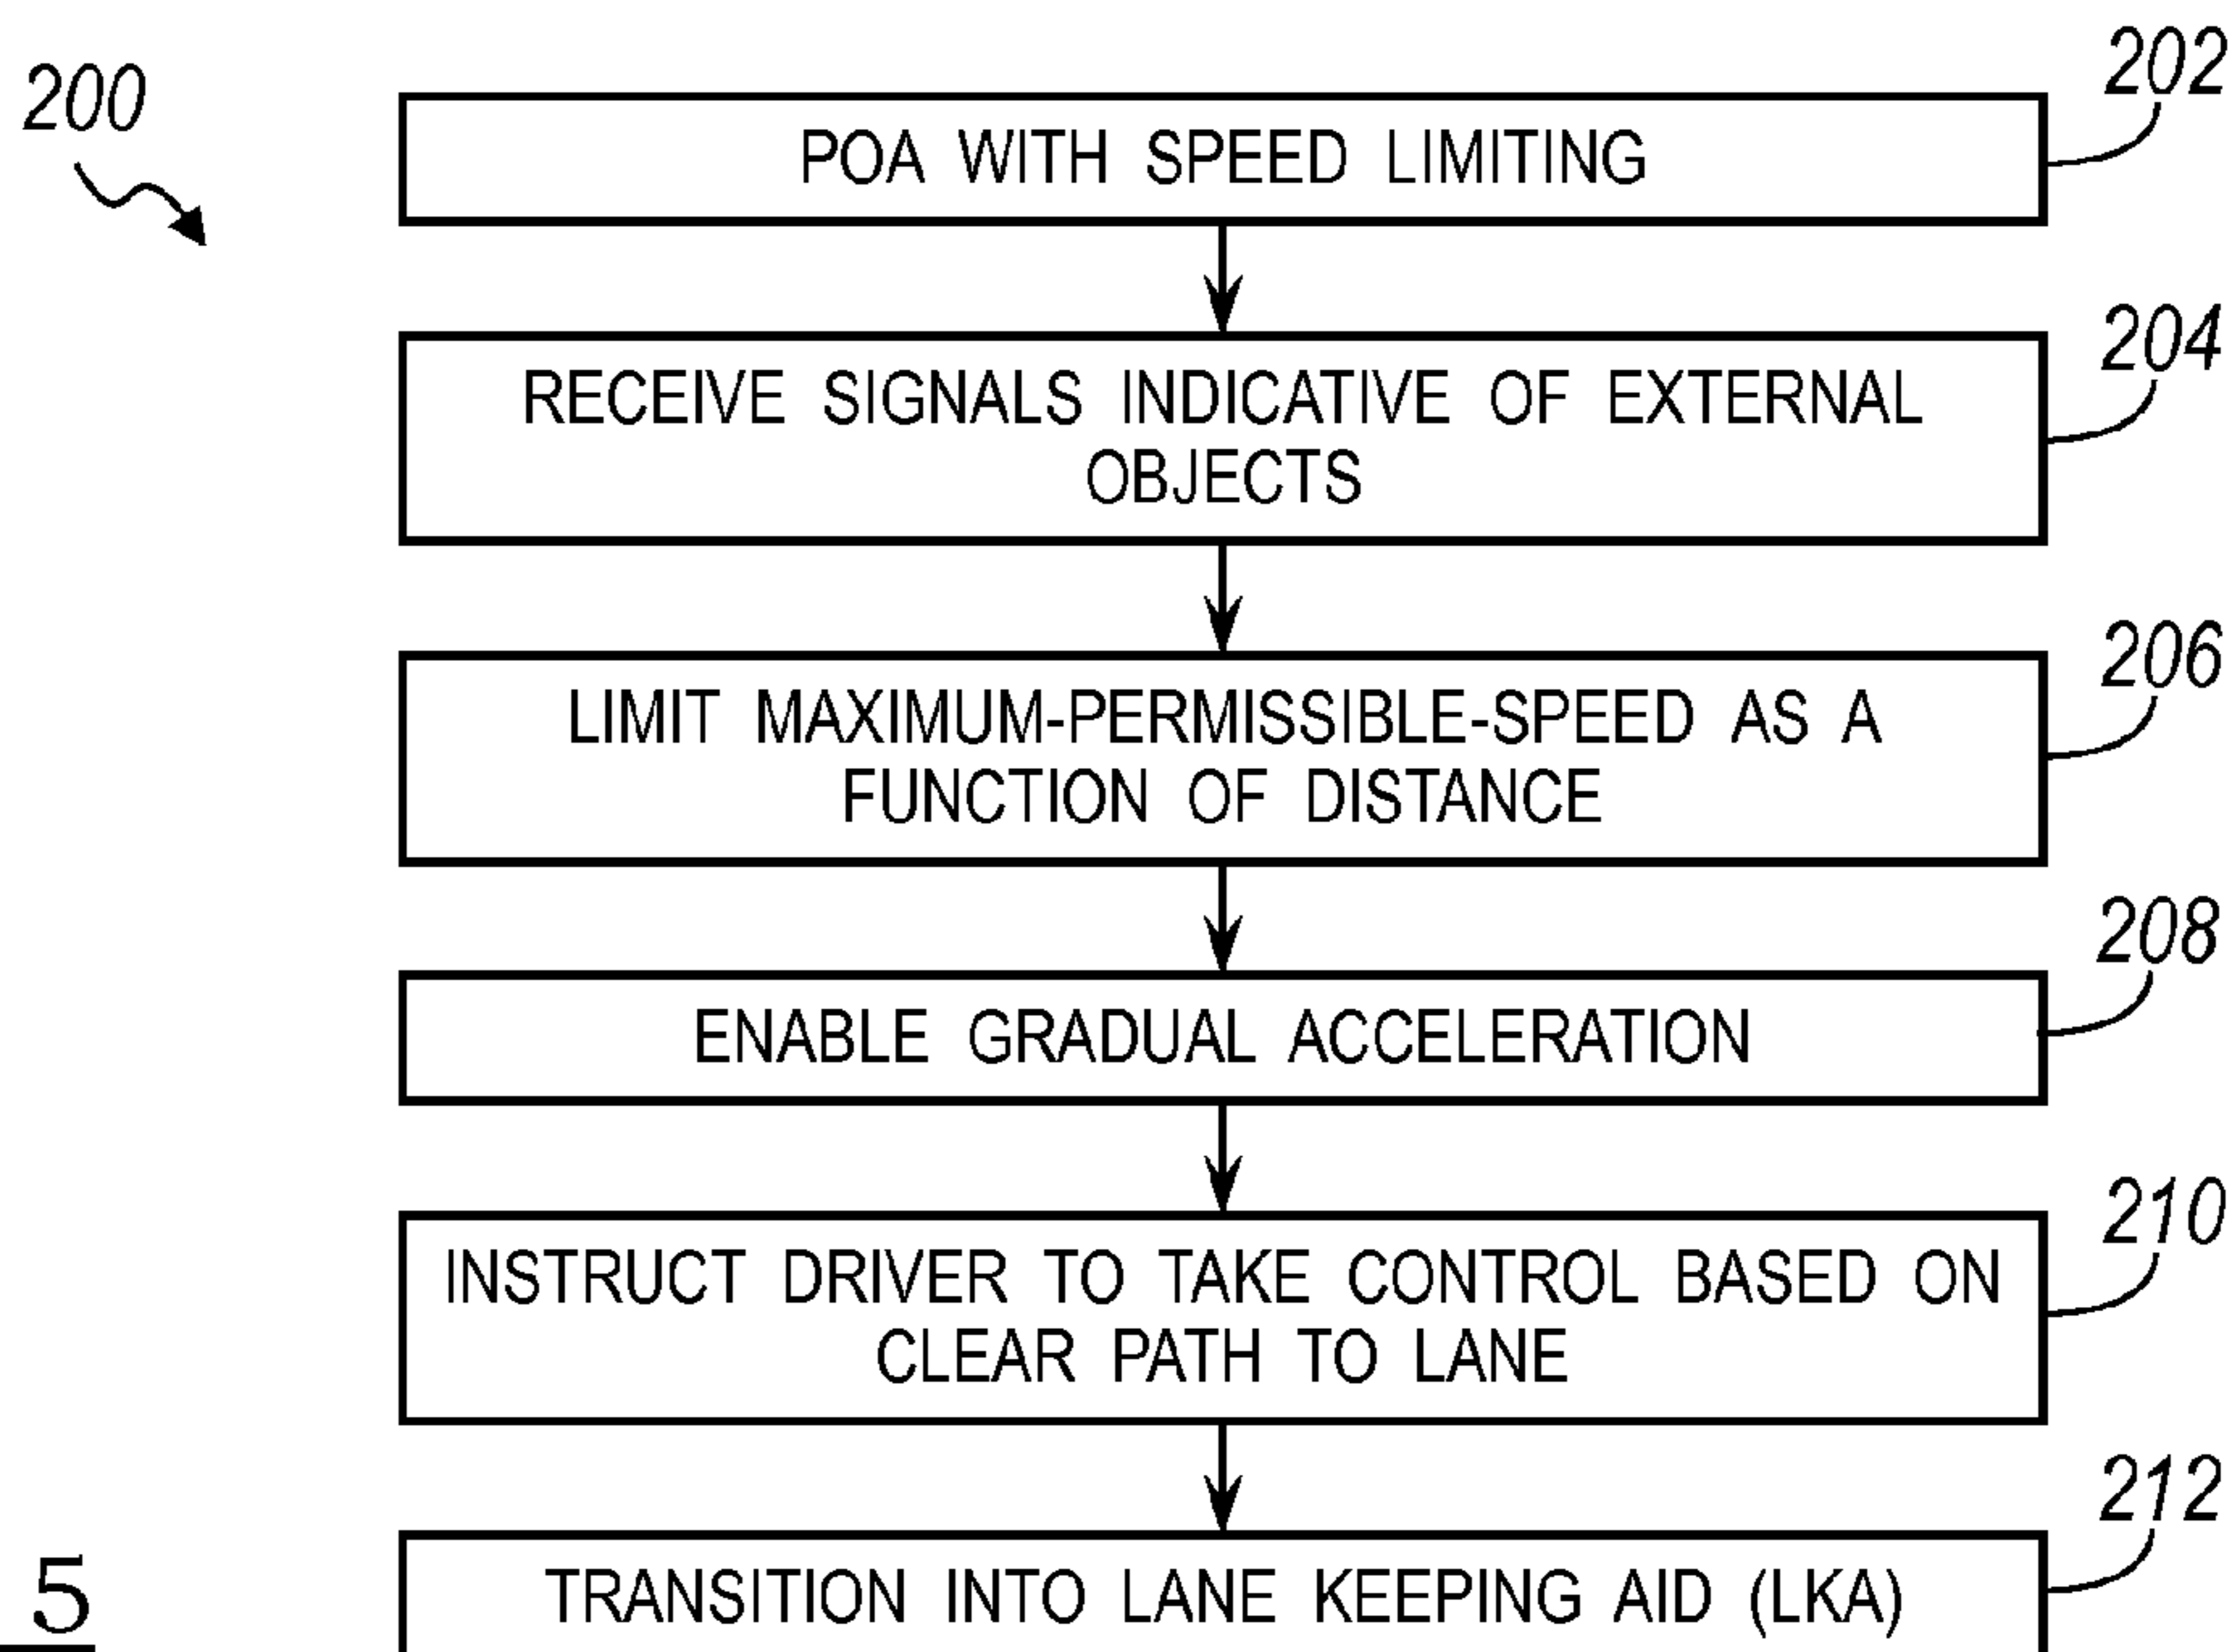 200
202
POA WITH SPEED LIMITING
204
RECEIVE SIGNALS INDICATIVE OF EXTERNAL
OBJECTS
206
LIMIT MAXIMUM-PERMISSIBLE-SPEED AS A
FUNCTION OF DISTANCE
208
ENABLE GRADUAL ACCELERATION
210
INSTRUCT DRIVER TO TAKE CONTROL BASED ON
CLEAR PATH TO LANE
212
TRANSITION INTO LANE KEEPING AID (LKA)
5